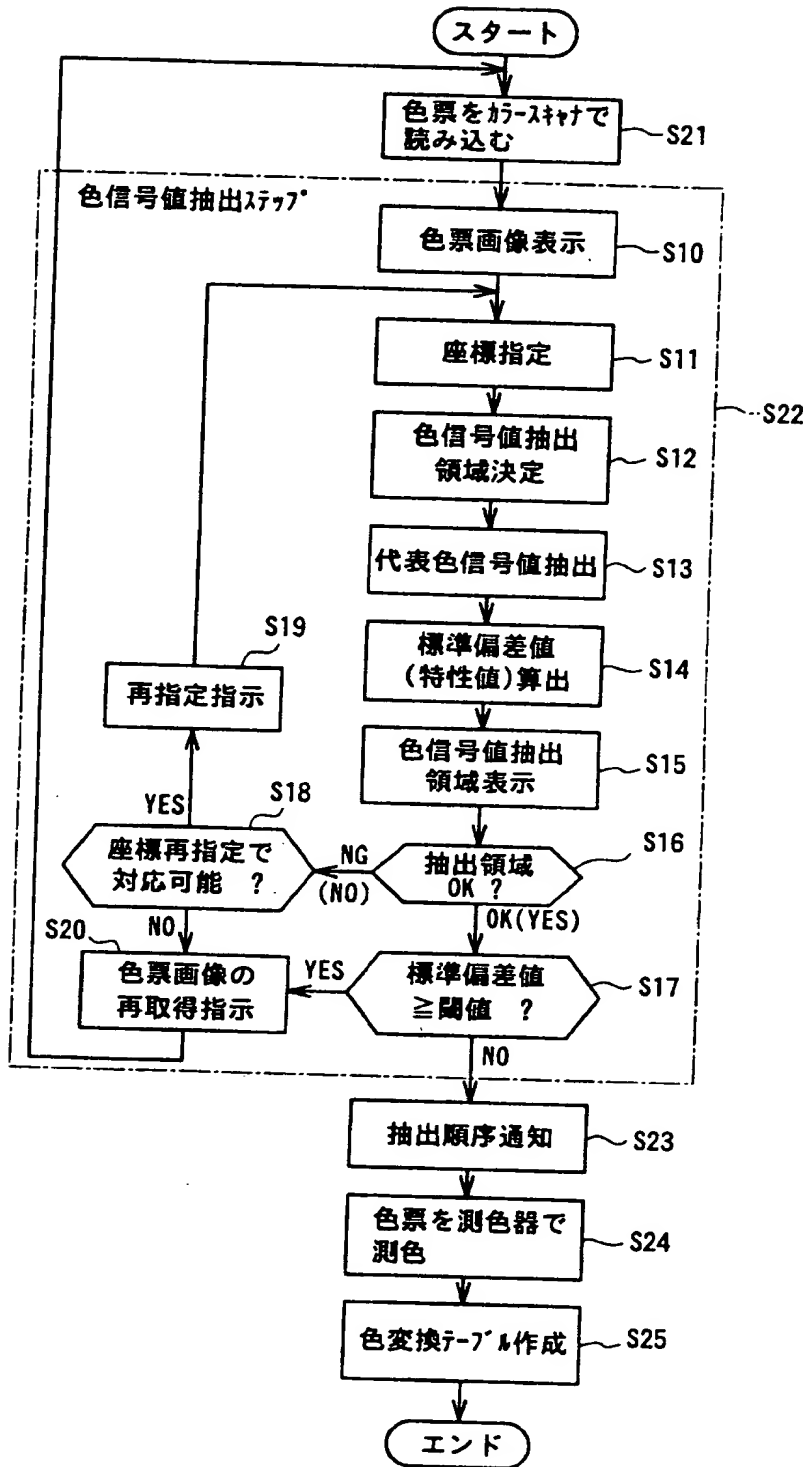 スタート
色票をカラースキャナで
読み込む
S21
色信号値抽出ステップ
色票画像表示
S10
座標指定
S11
S22
色信号値抽出
領域決定
S12
代表色信号値抽出
S13
標準偏差値
(特性値)算出
S14
S19
再指定指示
色信号値抽出
領域表示
S15
YES
S18
座標再指定で
対応可能 ?
NG
(NO)
抽出領域
OK ?
S16
NO
OK(YES)
S20
色票画像の
再取得指示
YES
標準偏差値
≧閾値 ?
S17
NO
抽出順序通知
S23
色票を測色器で
測色
S24
色変換テーブル作成
S25
エンド